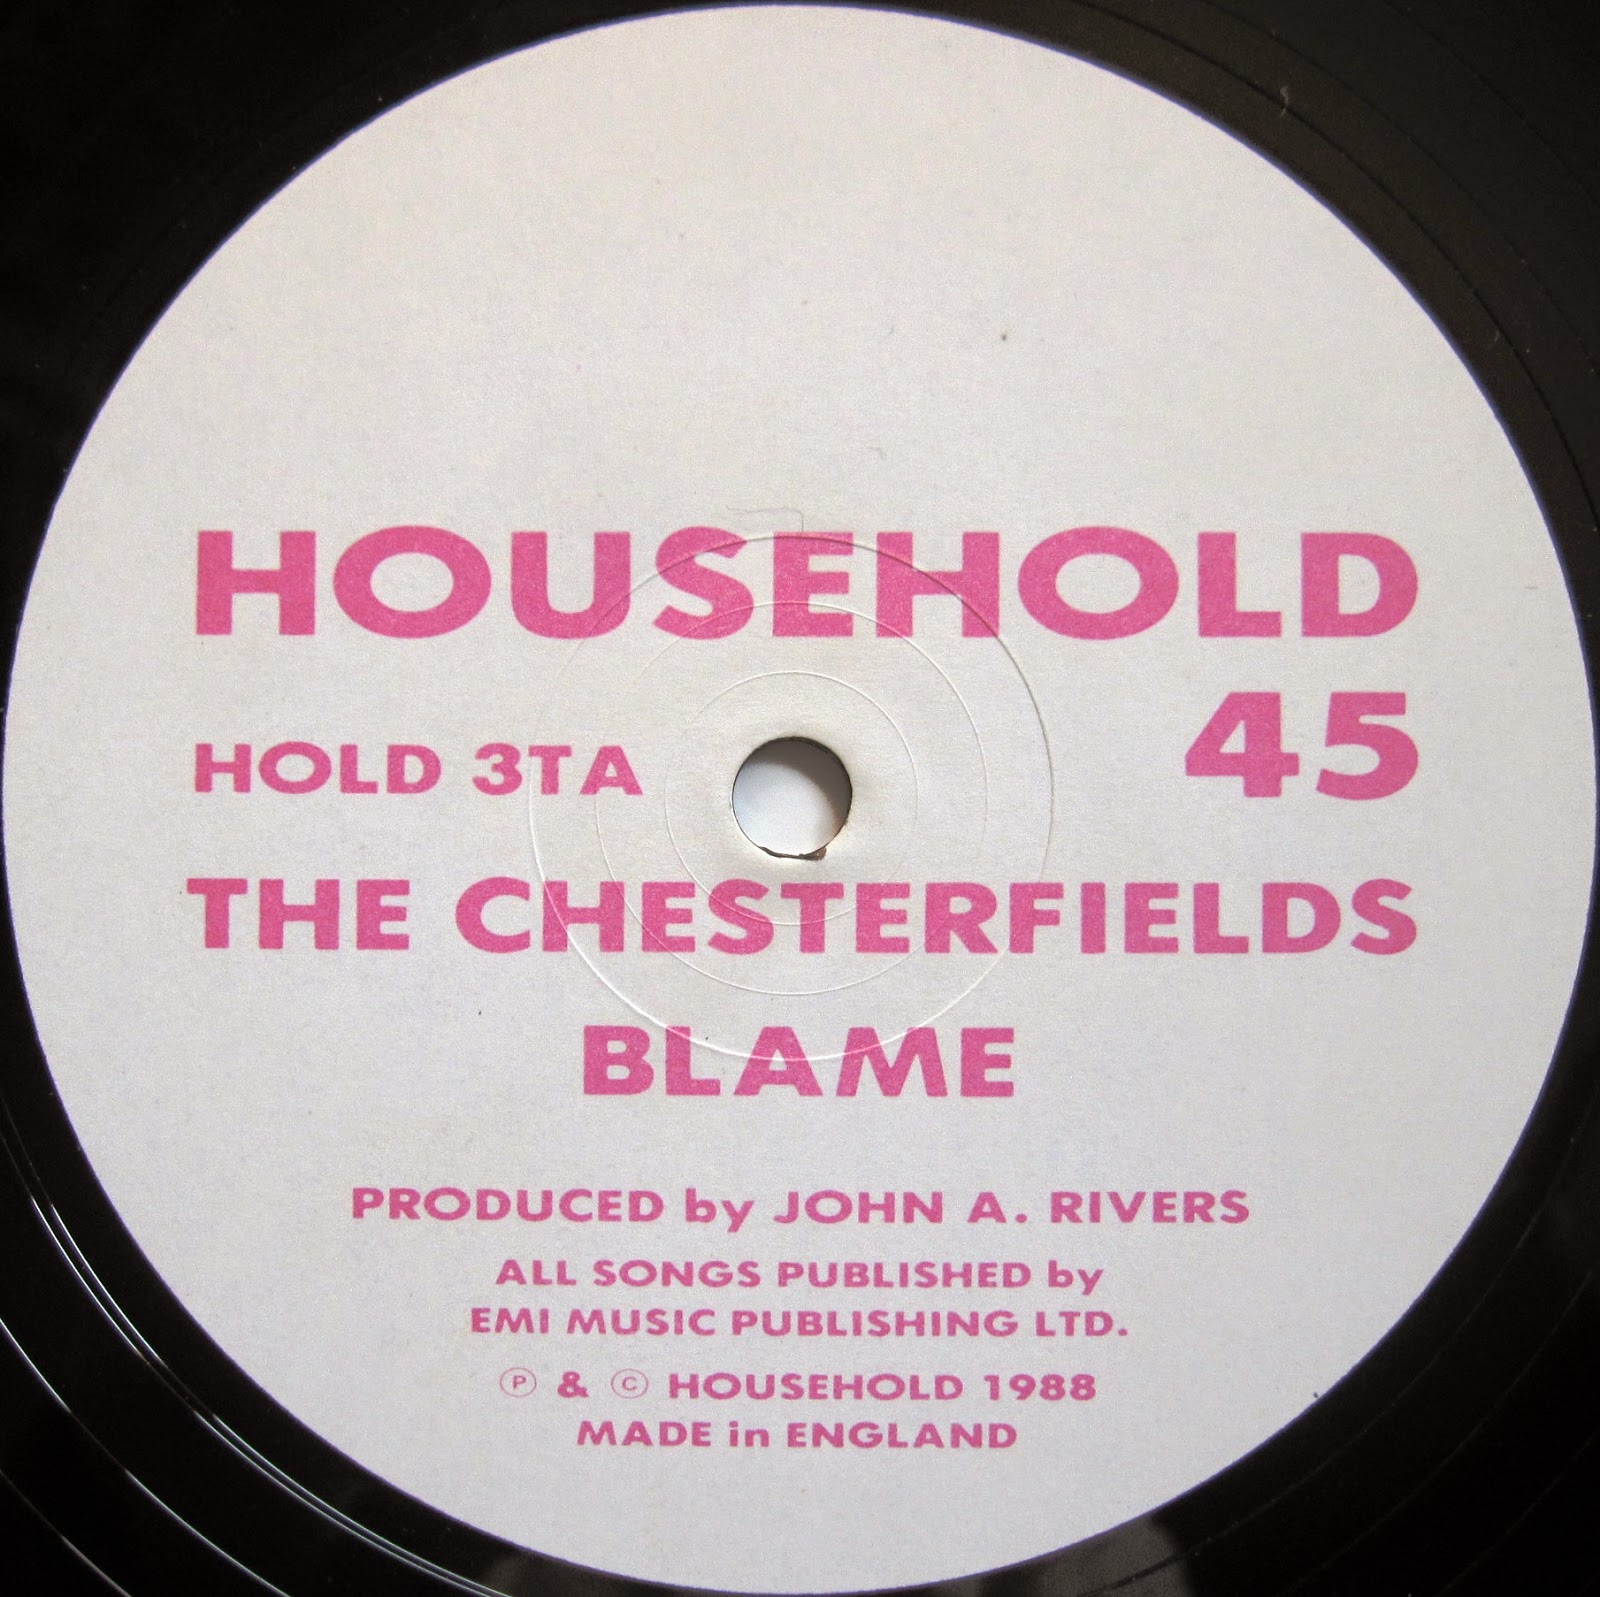 HOUSEHOLD
45
HOLD 3TA
THE CHESTERFIELDS
BLAME
PRODUCED by JOHN A. RIVERS
ALL SONGS PUBLISHED by
EMI MUSIC PUBLISHING LTD.
Ⓟ & © HOUSEHOLD 1988
MADE in ENGLAND